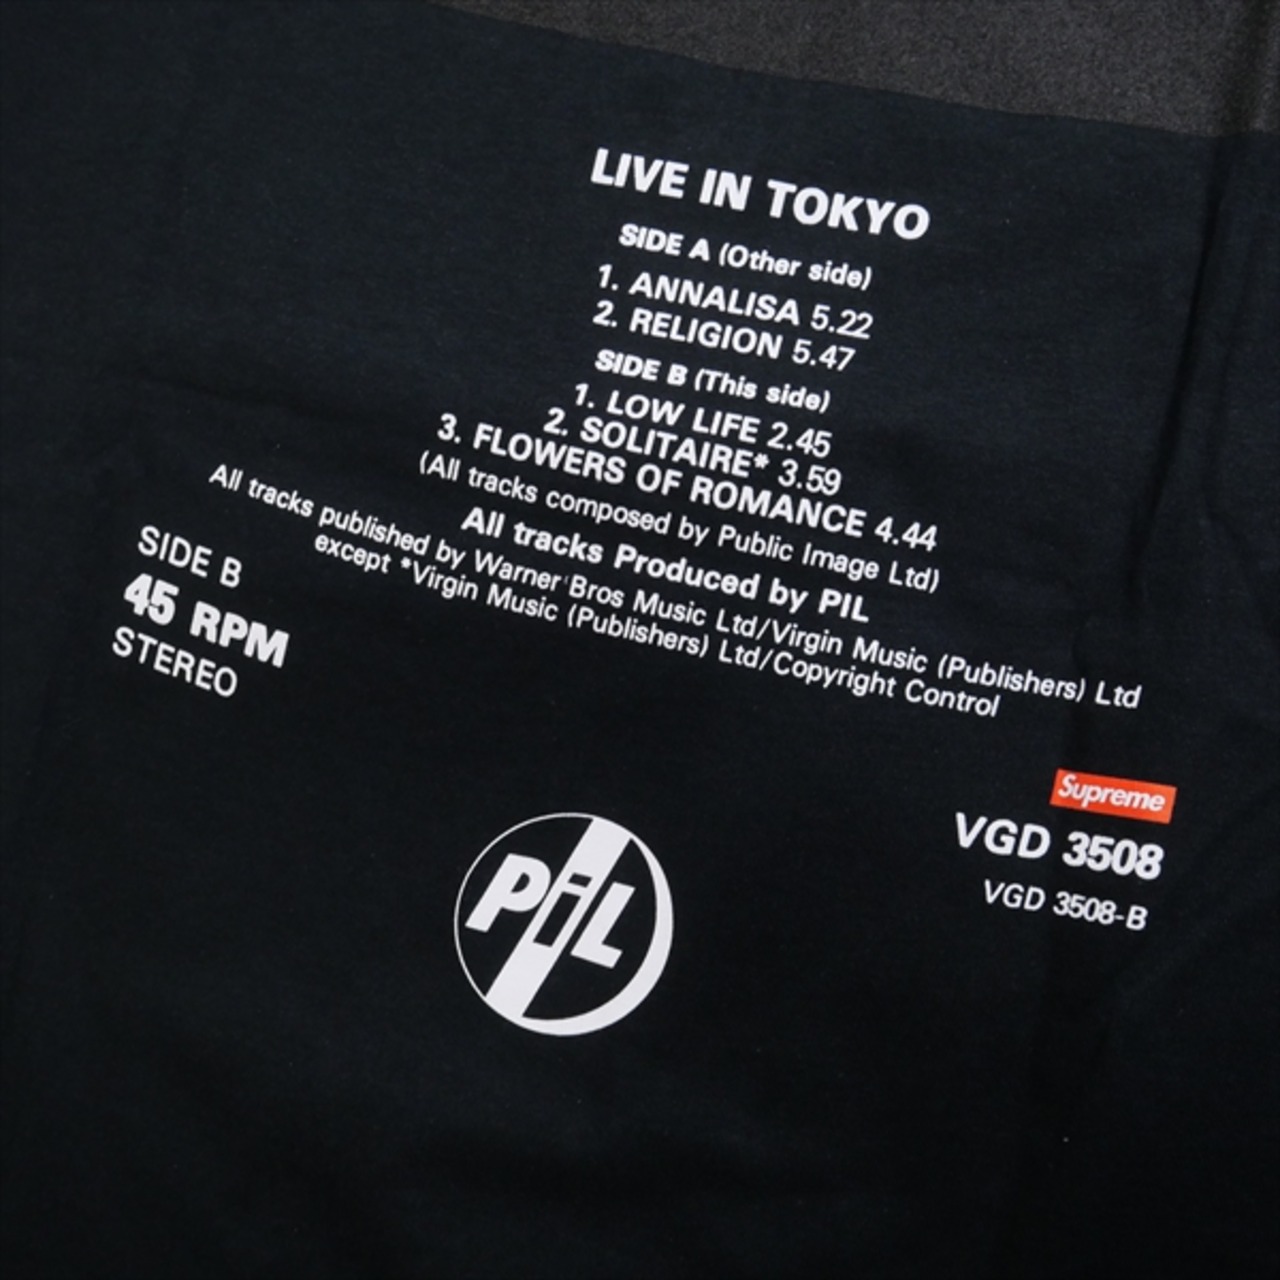 LIVE IN TOKYO
SIDE A (Other side)
1. ANNALISA 5.22
2. RELIGION 5.47
SIDE B (This side)
1. LOW LIFE 2.45
2. SOLITAIRE* 3.59
3. FLOWERS OF ROMANCE 4.44
(All tracks composed by Public Image Ltd)
All tracks Produced by PIL
All tracks published by Warner Bros Music Ltd/Virgin Music (Publishers) Ltd
except *Virgin Music (Publishers) Ltd/Copyright Control
SIDE B
45 RPM
STEREO
Supreme
VGD 3508
VGD 3508-B
PiL